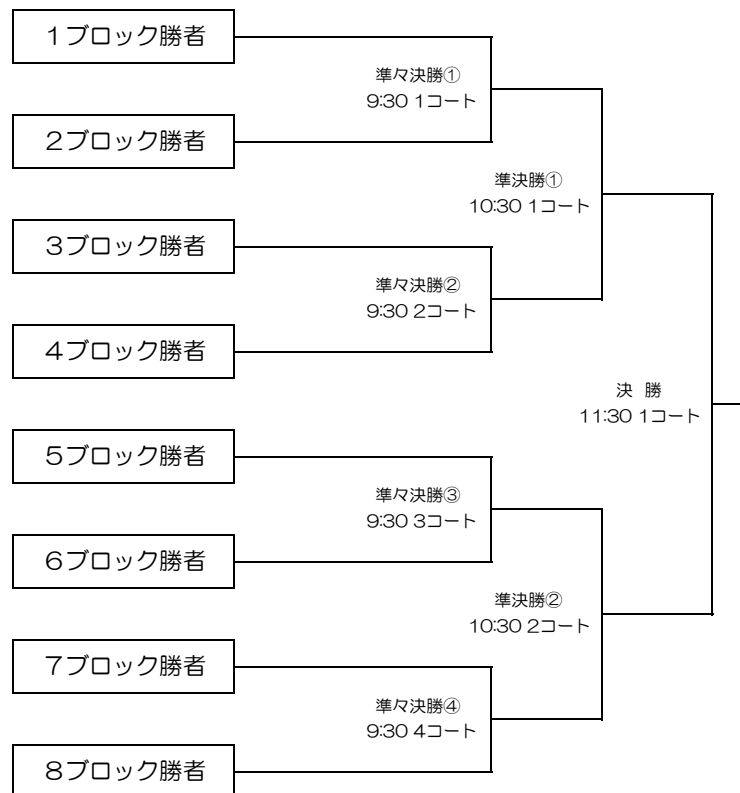 1ブロック勝者
準々決勝①
9:30 1コート
2ブロック勝者
準決勝①
10:30 1コート
3ブロック勝者
準々決勝②
9:30 2コート
4ブロック勝者
決 勝
11:30 1コート
5ブロック勝者
準々決勝③
9:30 3コート
6ブロック勝者
準決勝②
10:30 2コート
7ブロック勝者
準々決勝④
9:30 4コート
8ブロック勝者